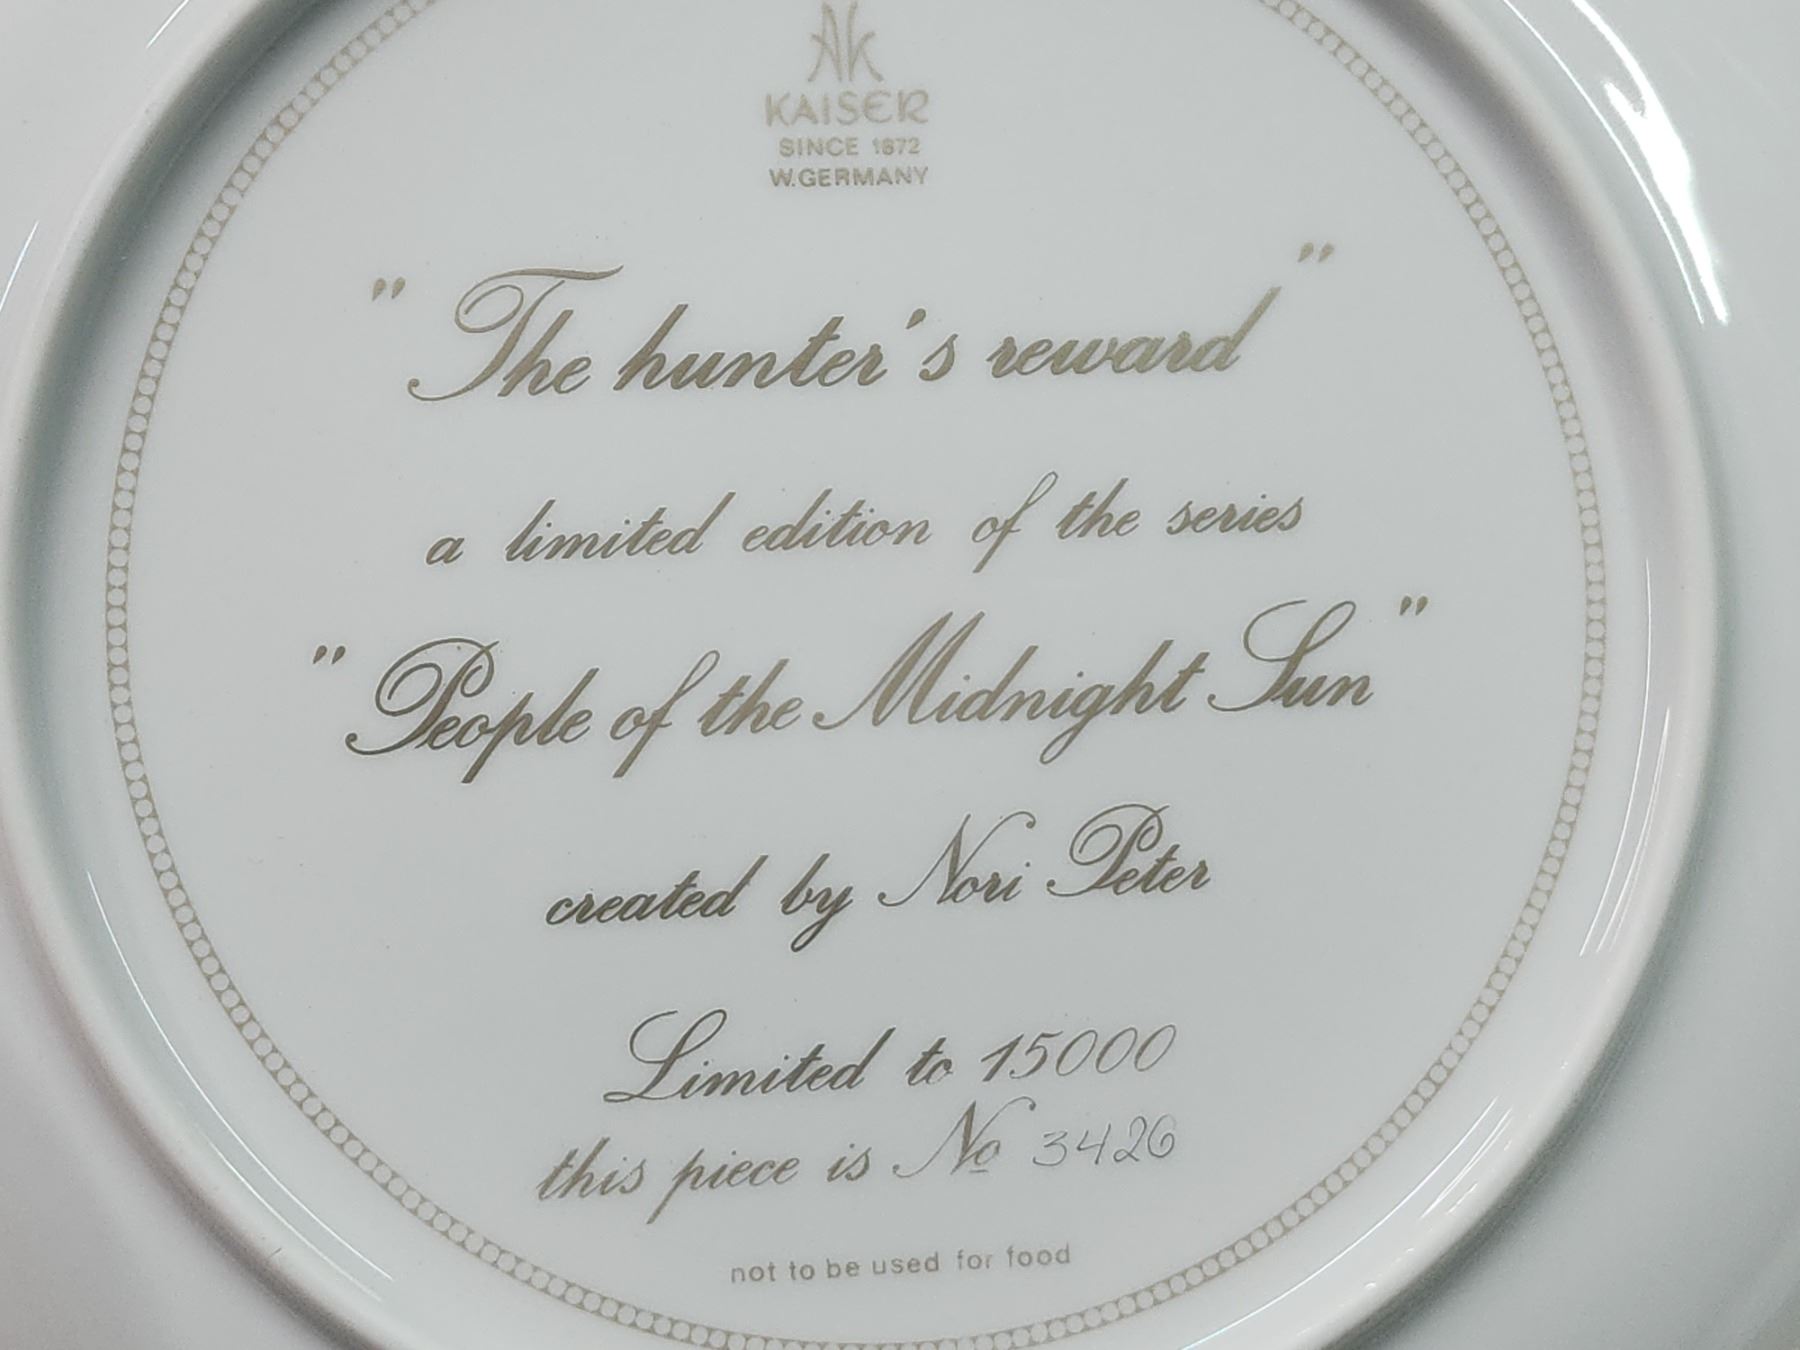 AK
KAISER
SINCE 1872
W.GERMANY
"The hunter's reward"
a limited edition of the series
"People of the Midnight Sun"
created by Nori Peter
Limited to 15000
this piece is No 3426
not to be used for food